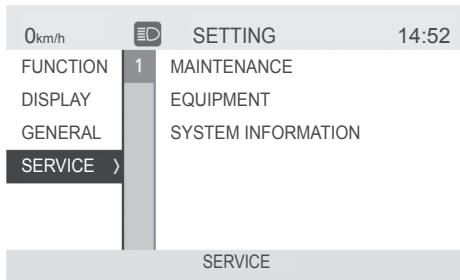 0km/h SETTING 14:52
FUNCTION 1 MAINTENANCE
DISPLAY EQUIPMENT
GENERAL SYSTEM INFORMATION
SERVICE 〉
SERVICE